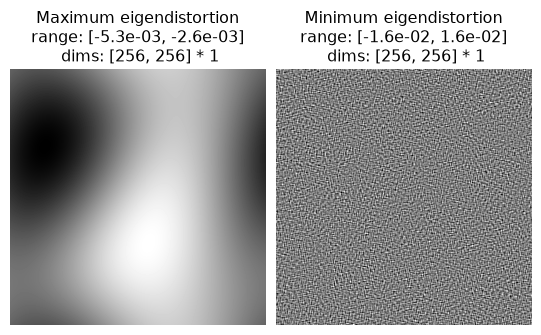 Maximum eigendistortion
range: [-5.3e-03, -2.6e-03]
dims: [256, 256] * 1
Minimum eigendistortion
range: [-1.6e-02, 1.6e-02]
dims: [256, 256] * 1